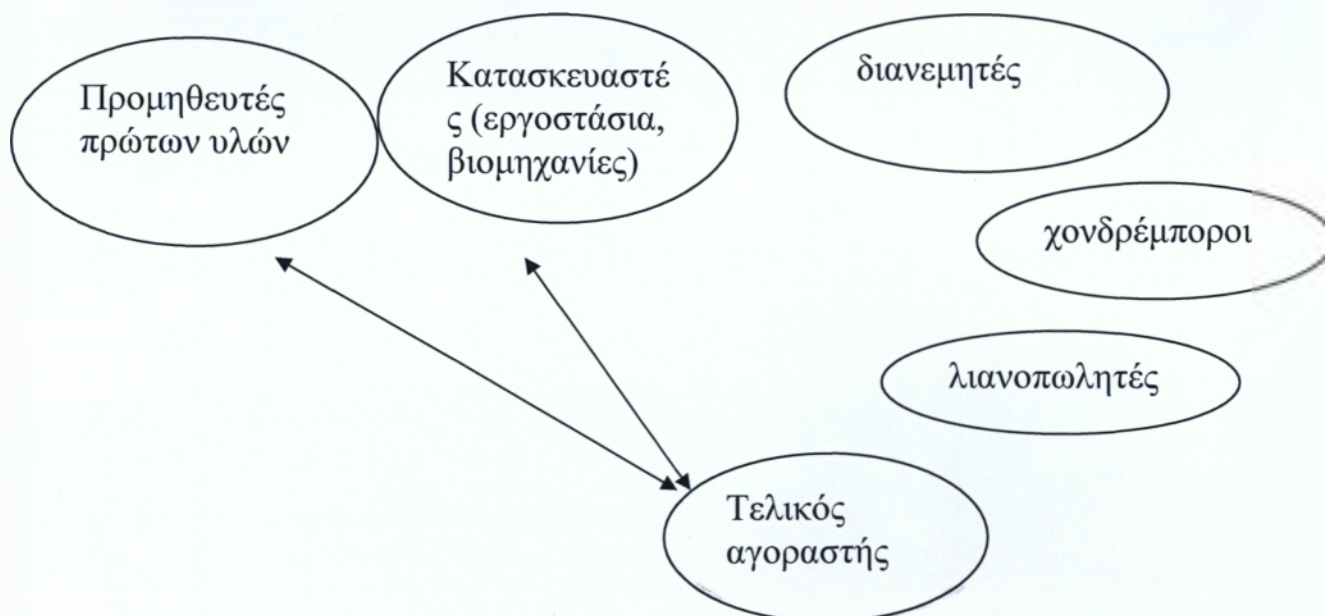 Προμηθευτές
πρώτων υλών
Κατασκευαστέ
ς (εργοστάσια,
βιομηχανίες)
διανεμητές
χονδρέμποροι
λιανοπωλητές
Τελικός
αγοραστής